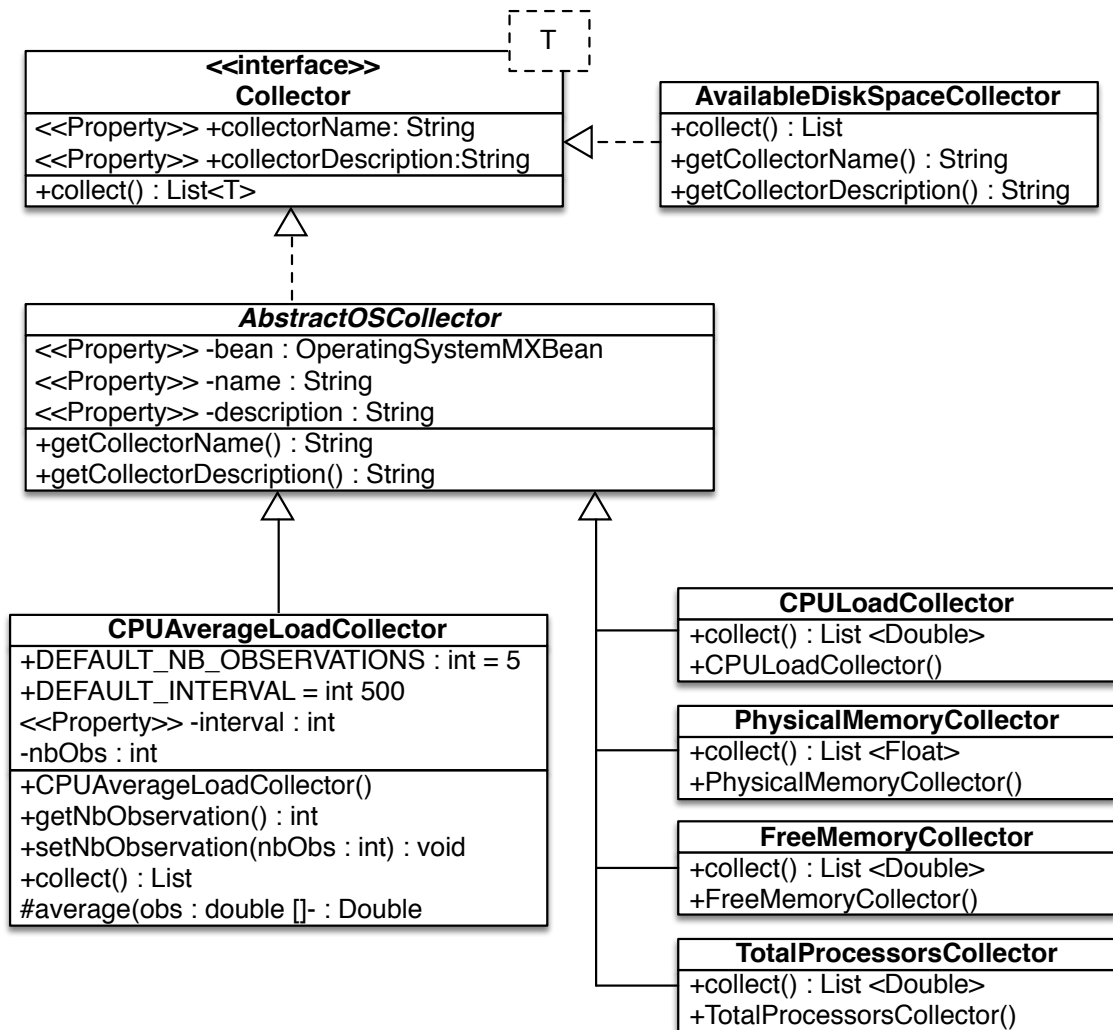 T
<<interface>>
Collector
<<Property>> +collectorName: String
<<Property>> +collectorDescription:String
+collect() : List<T>
AvailableDiskSpaceCollector
+collect() : List
+getCollectorName() : String
+getCollectorDescription() : String
AbstractOSCollector
<<Property>> -bean : OperatingSystemMXBean
<<Property>> -name : String
<<Property>> -description : String
+getCollectorName() : String
+getCollectorDescription() : String
CPUAverageLoadCollector
+DEFAULT_NB_OBSERVATIONS : int = 5
+DEFAULT_INTERVAL = int 500
<<Property>> -interval : int
-nbObs : int
+CPUAverageLoadCollector()
+getNbObservation() : int
+setNbObservation(nbObs : int) : void
+collect() : List
#average(obs : double []- : Double
CPULoadCollector
+collect() : List <Double>
+CPULoadCollector()
PhysicalMemoryCollector
+collect() : List <Float>
+PhysicalMemoryCollector()
FreeMemoryCollector
+collect() : List <Double>
+FreeMemoryCollector()
TotalProcessorsCollector
+collect() : List <Double>
+TotalProcessorsCollector()